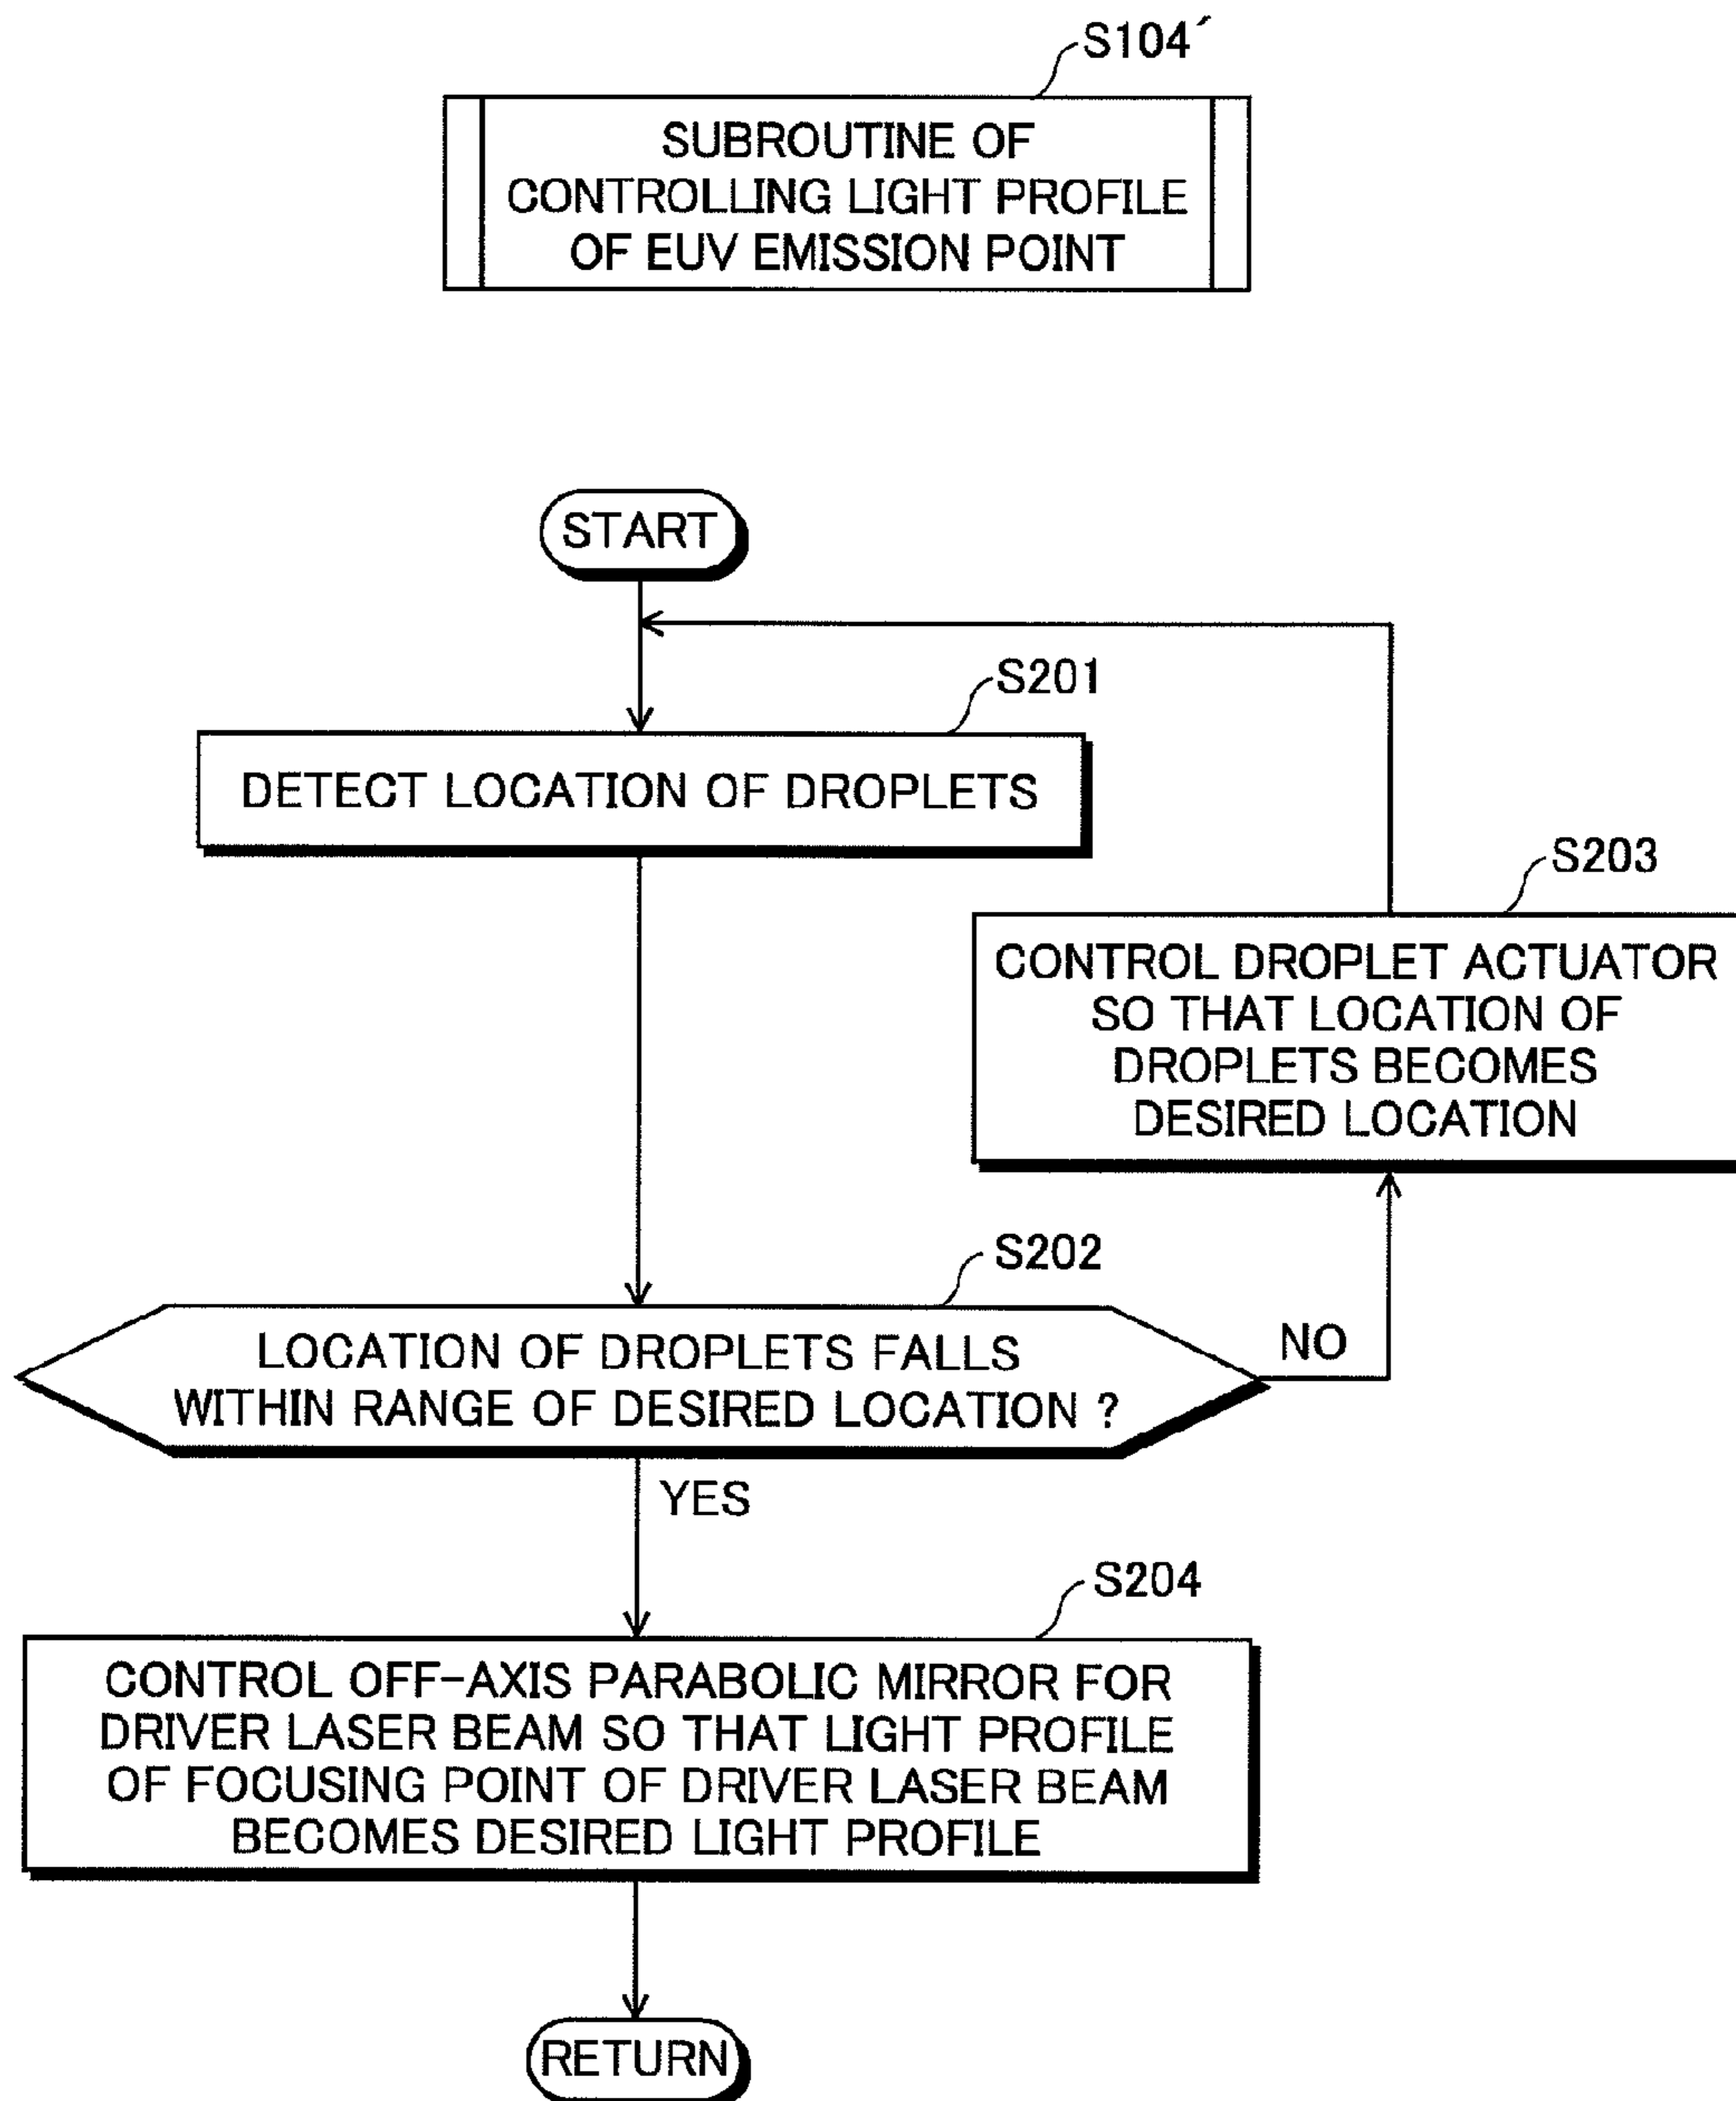 S104´
SUBROUTINE OF
CONTROLLING LIGHT PROFILE
OF EUV EMISSION POINT
START
S201
DETECT LOCATION OF DROPLETS
S203
CONTROL DROPLET ACTUATOR
SO THAT LOCATION OF
DROPLETS BECOMES
DESIRED LOCATION
S202
LOCATION OF DROPLETS FALLS
WITHIN RANGE OF DESIRED LOCATION ?
NO
YES
S204
CONTROL OFF-AXIS PARABOLIC MIRROR FOR
DRIVER LASER BEAM SO THAT LIGHT PROFILE
OF FOCUSING POINT OF DRIVER LASER BEAM
BECOMES DESIRED LIGHT PROFILE
RETURN